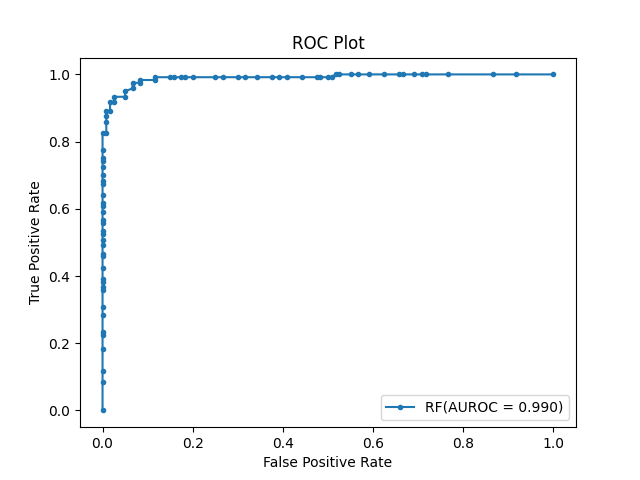 ROC Plot
True Positive Rate
1.0
0.8
0.6
0.4
0.2
0.0
RF(AUROC = 0.990)
0.0 0.2 0.4 0.6 0.8 1.0
False Positive Rate